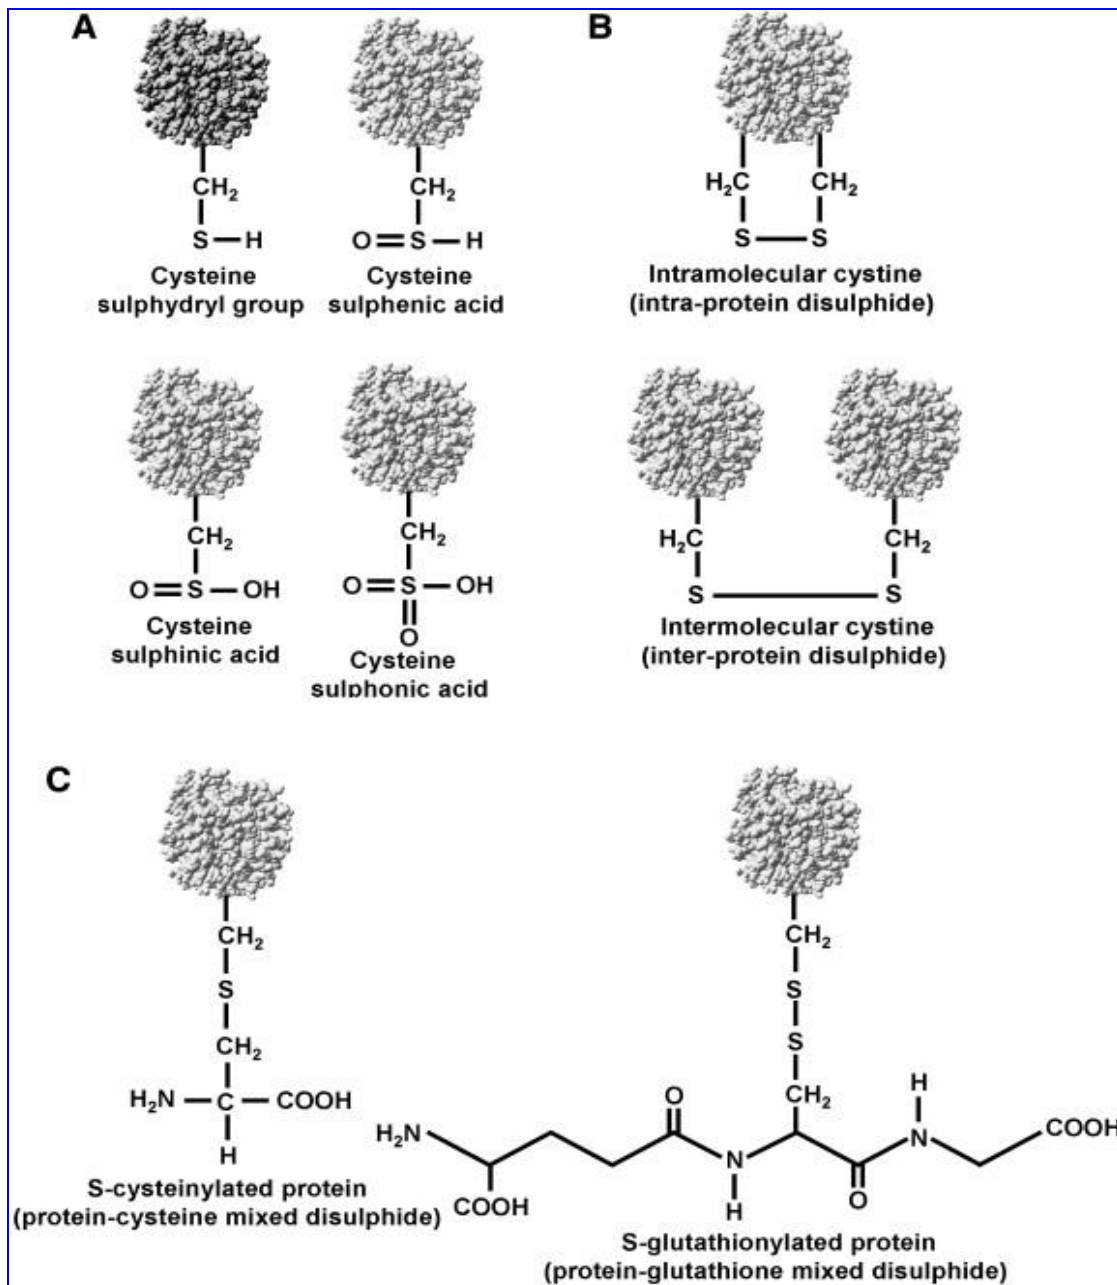 A
B
CH₂
CH₂
H₂C
CH₂
S—H
O=S—H
S—S
Cysteine
sulphydryl group
Cysteine
sulphenic acid
Intramolecular cystine
(intra-protein disulphide)
CH₂
CH₂
H₂C
CH₂
O=S—OH
O=S—OH
O
S
S
Cysteine
sulphinic acid
Cysteine
sulphonic acid
Intermolecular cystine
(inter-protein disulphide)
C
CH₂
S
CH₂
H₂N—C—COOH
H
S-cysteinylated protein
(protein-cysteine mixed disulphide)
CH₂
S
S
CH₂
O
H
H₂N
COOH
N
H
O
N
COOH
S-glutathionylated protein
(protein-glutathione mixed disulphide)